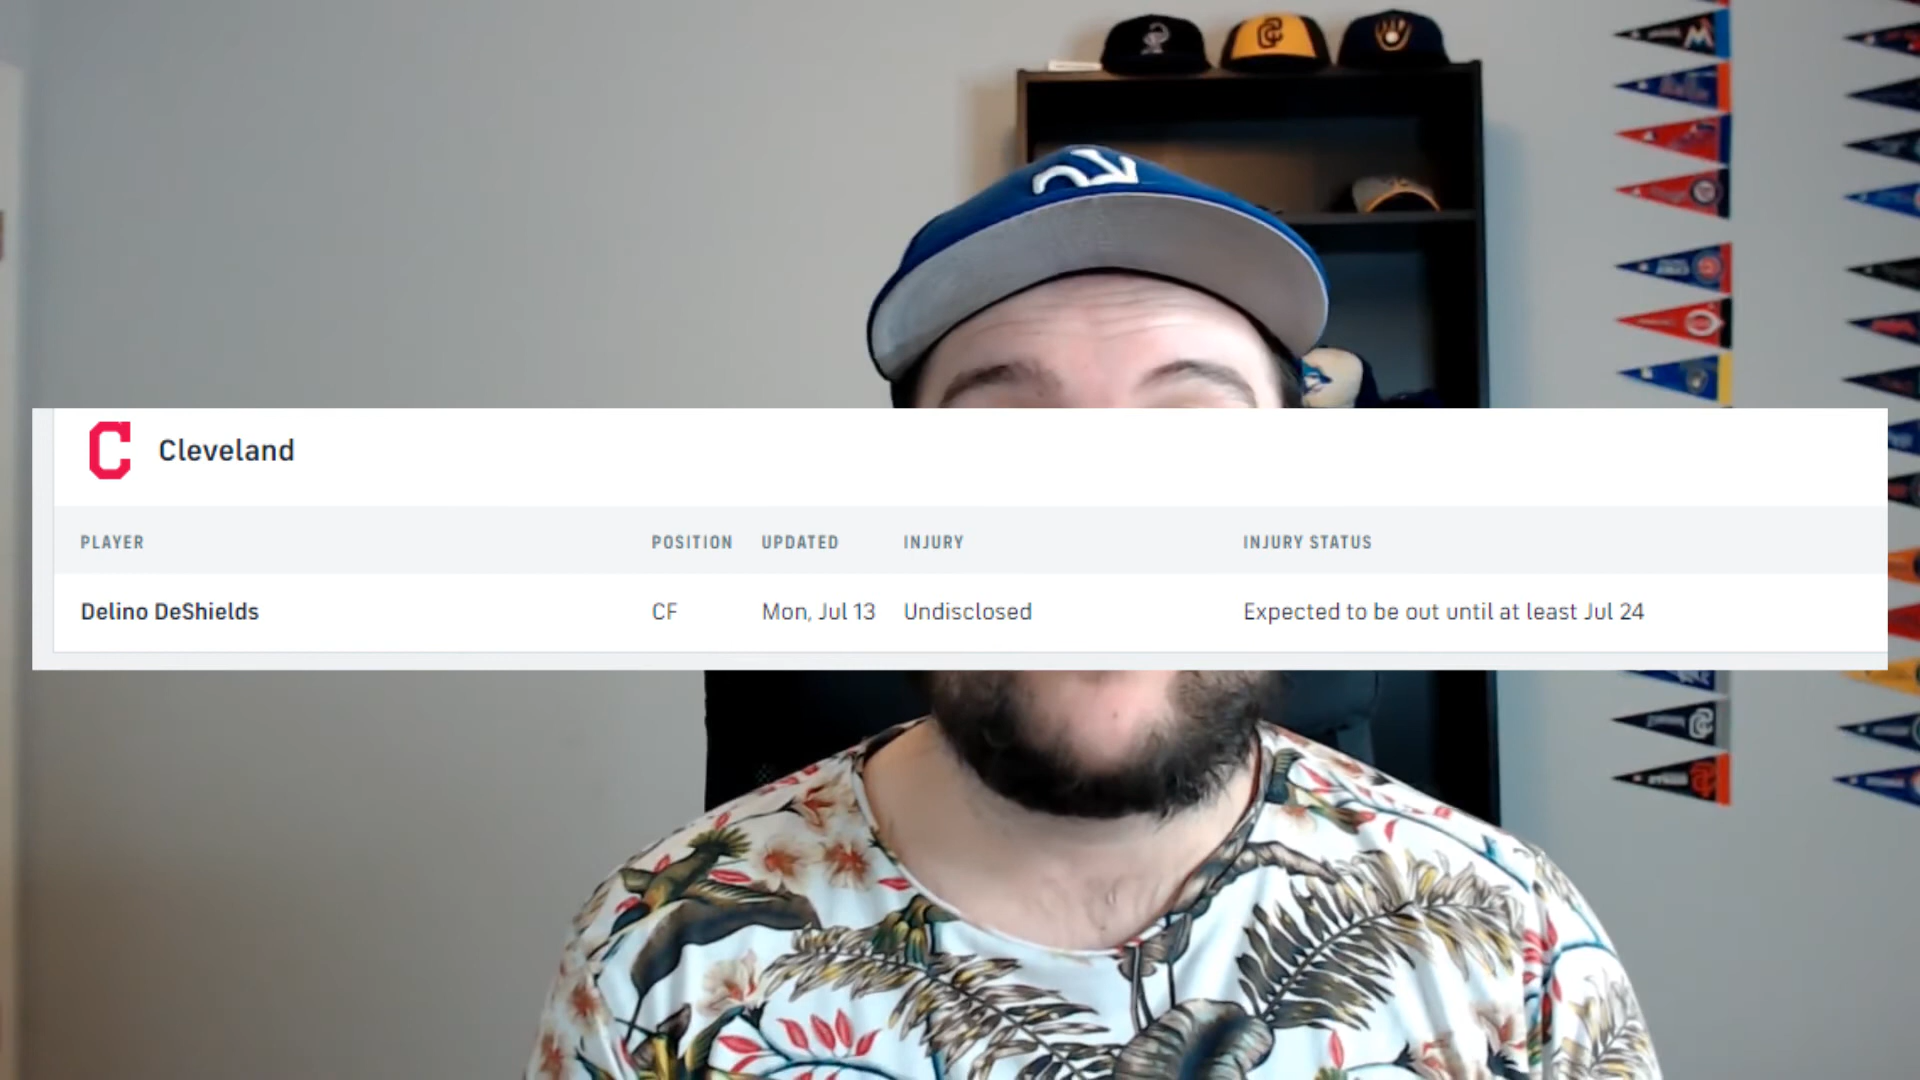 C Cleveland
PLAYER POSITION UPDATED INJURY INJURY STATUS
Delino DeShields CF Mon, Jul 13 Undisclosed Expected to be out until at least Jul 24